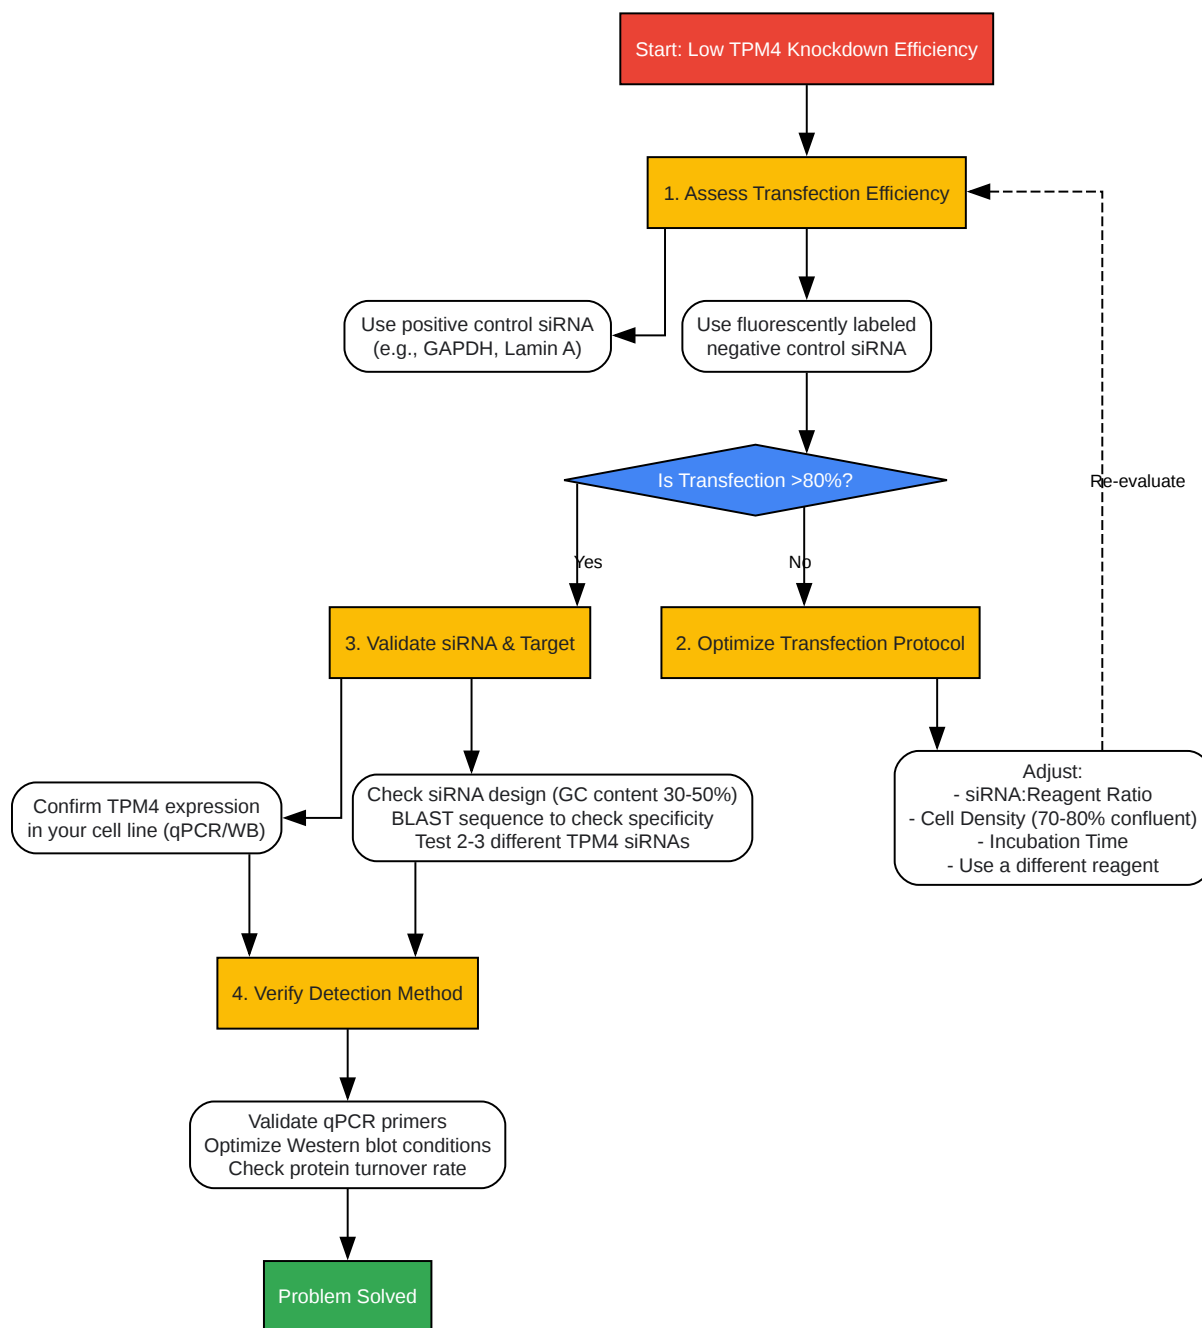 Start: Low TPM4 Knockdown Efficiency
1. Assess Transfection Efficiency
Use positive control siRNA
(e.g., GAPDH, Lamin A)
Use fluorescently labeled
negative control siRNA
Is Transfection >80%?
Re-evaluate
Yes
No
3. Validate siRNA & Target
2. Optimize Transfection Protocol
Confirm TPM4 expression
in your cell line (qPCR/WB)
Check siRNA design (GC content 30-50%)
BLAST sequence to check specificity
Test 2-3 different TPM4 siRNAs
Adjust:
- siRNA:Reagent Ratio
- Cell Density (70-80% confluent)
- Incubation Time
- Use a different reagent
4. Verify Detection Method
Validate qPCR primers
Optimize Western blot conditions
Check protein turnover rate
Problem Solved